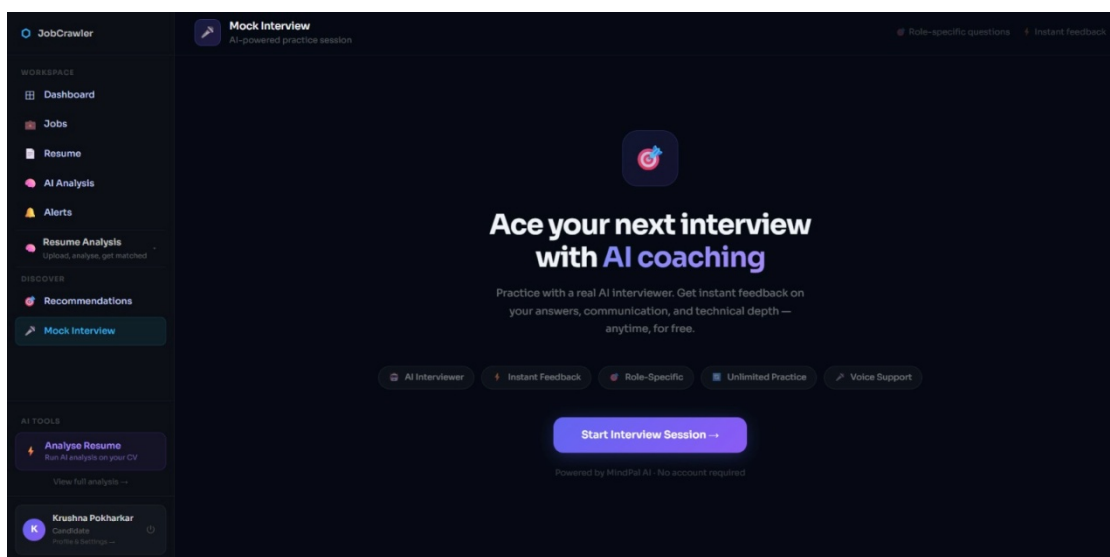 JobCrawler
WORKSPACE
Dashboard
Jobs
Resume
AI Analysis
Alerts
Resume Analysis
Upload, analyse, get matched
DISCOVER
Recommendations
Mock Interview
AI TOOLS
Analyse Resume
Run AI analysis on your CV
View full analysis →
K
Krushna Pokharkar
Candidate
Profile & Settings →
Mock Interview
AI-powered practice session
Role-specific questions
Instant feedback
Ace your next interview
with AI coaching
Practice with a real AI interviewer. Get instant feedback on
your answers, communication, and technical depth —
anytime, for free.
AI Interviewer
Instant Feedback
Role-Specific
Unlimited Practice
Voice Support
Start Interview Session →
Powered by MindPal AI · No account required